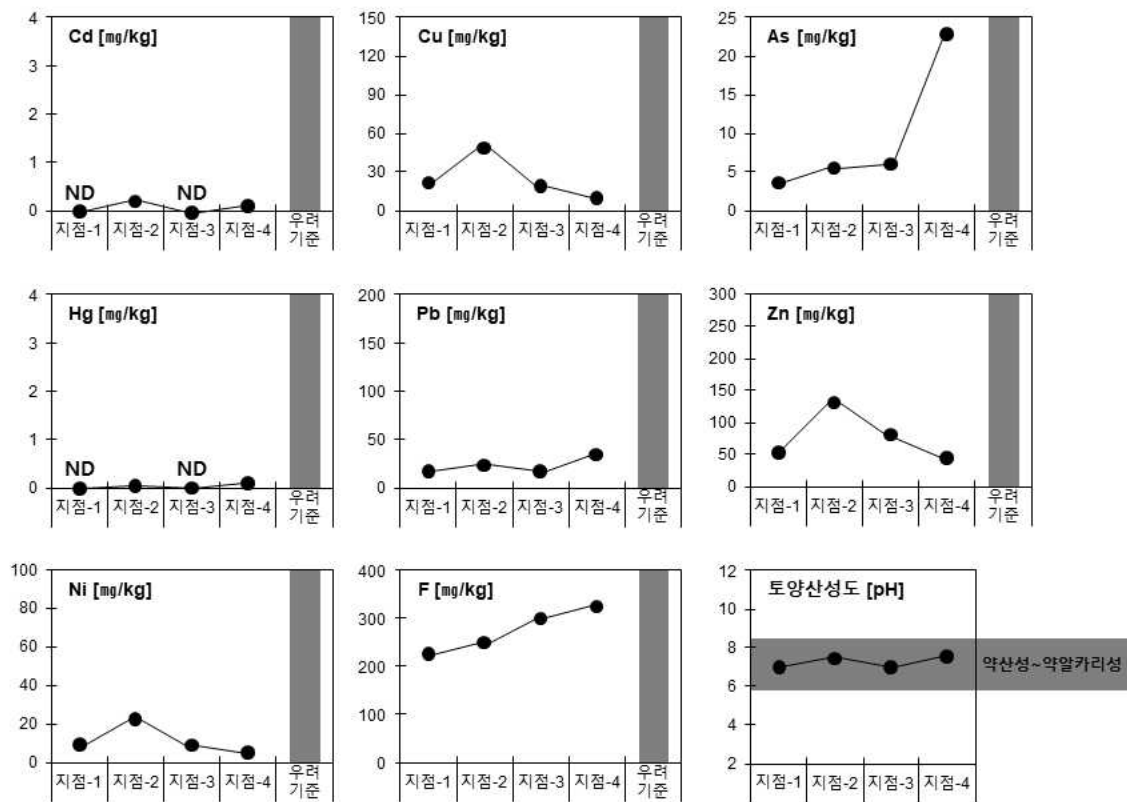 Cd [㎎/kg]
4
3
2
1
0
ND
ND
지점-1 지점-2 지점-3 지점-4 우려
기준
Cu [㎎/kg]
150
120
90
60
30
0
지점-1 지점-2 지점-3 지점-4 우려
기준
As [㎎/kg]
25
20
15
10
5
0
지점-1 지점-2 지점-3 지점-4 우려
기준
Hg [㎎/kg]
4
3
2
1
0
ND
ND
지점-1 지점-2 지점-3 지점-4 우려
기준
Pb [㎎/kg]
200
150
100
50
0
지점-1 지점-2 지점-3 지점-4 우려
기준
Zn [㎎/kg]
300
250
200
150
100
50
0
지점-1 지점-2 지점-3 지점-4 우려
기준
Ni [㎎/kg]
100
80
60
40
20
0
지점-1 지점-2 지점-3 지점-4 우려
기준
F [㎎/kg]
400
300
200
100
0
지점-1 지점-2 지점-3 지점-4 우려
기준
토양산성도 [pH]
12
10
8
6
4
2
약산성~약알카리성
지점-1 지점-2 지점-3 지점-4